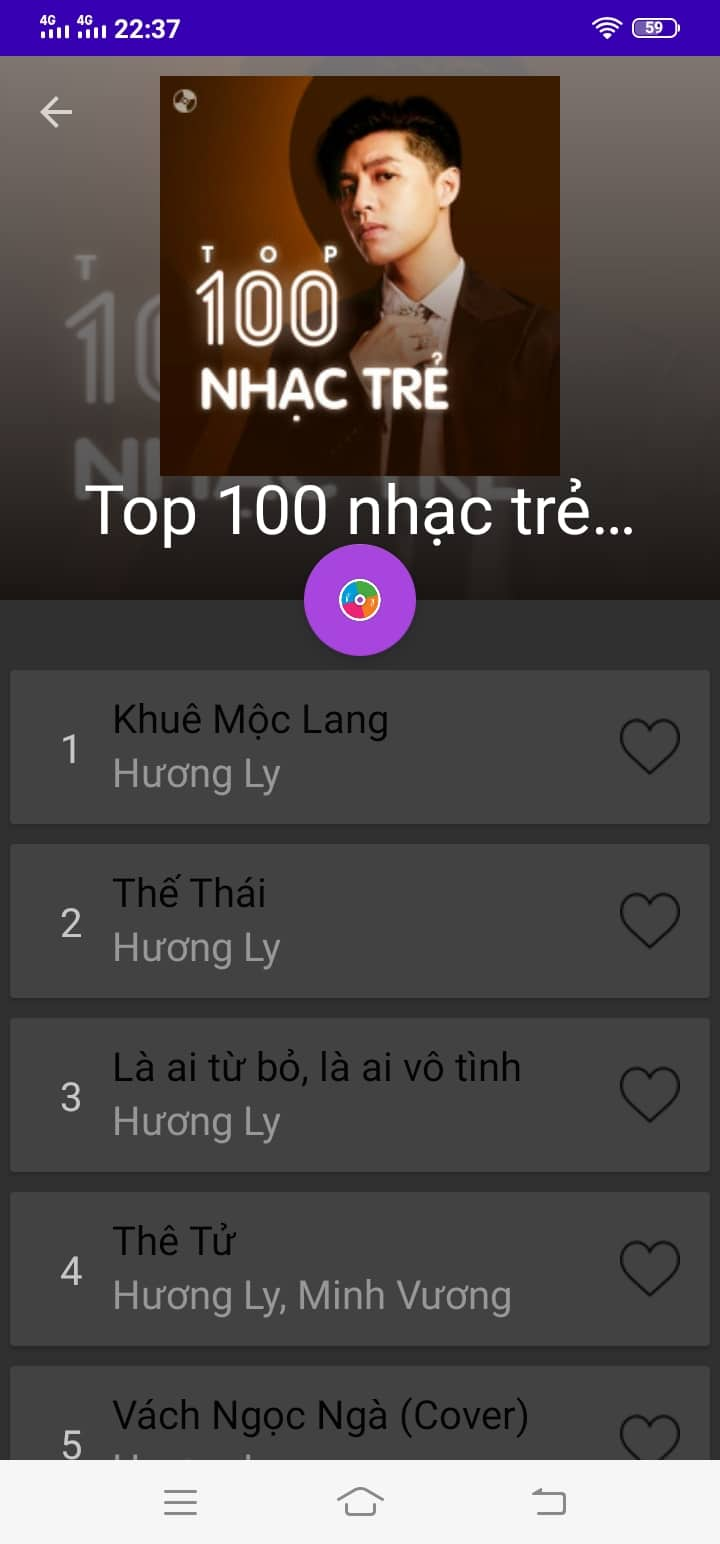 4G 4G 22:37 59
TOP
100
NHẠC TRẺ
Top 100 nhạc trẻ...
1 Khuê Mộc Lang
Hương Ly
2 Thế Thái
Hương Ly
3 Là ai từ bỏ, là ai vô tình
Hương Ly
4 Thê Tử
Hương Ly, Minh Vương
5 Vách Ngọc Ngà (Cover)